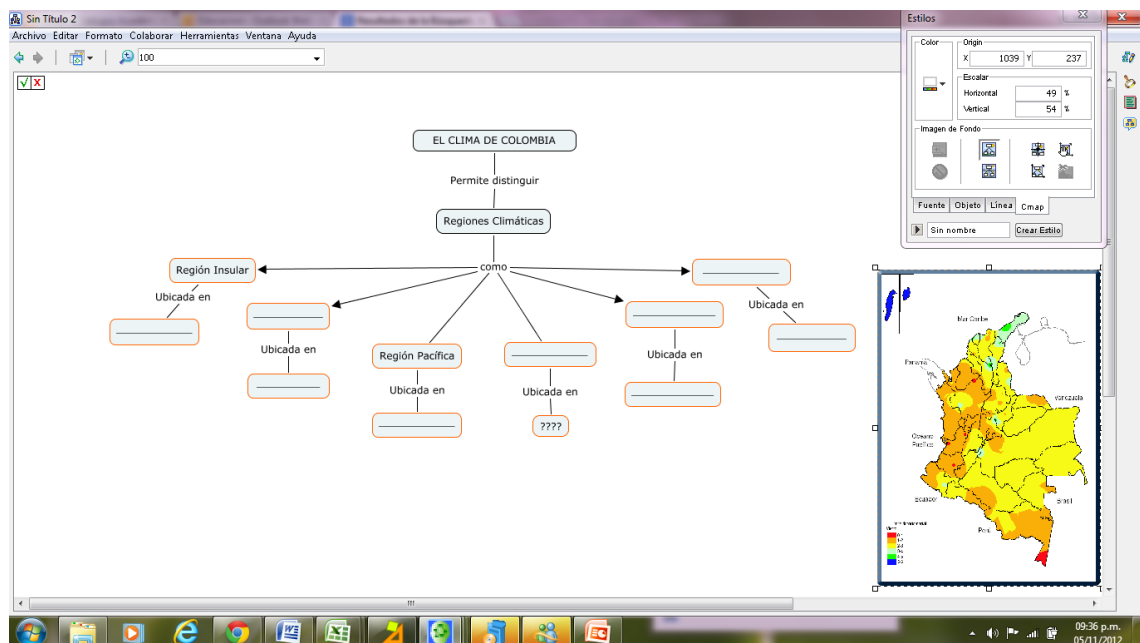 Sin Título 2
Archivo Editar Formato Colaborar Herramientas Ventana Ayuda
100
EL CLIMA DE COLOMBIA
Permite distinguir
Regiones Climáticas
como
Región Insular
Ubicada en
Ubicada en
Región Pacífica
Ubicada en
Ubicada en
????
Ubicada en
Ubicada en
Estilos
Color
Origin
X 1039 Y 237
Escalar
Horizontal 49 %
Vertical 54 %
Imagen de Fondo
Fuente Objeto Línea Cmap
Sin nombre Crear Estilo
Mar Caribe
Panamá
Venezuela
Oceano
Pacífico
Ecuador
Brasil
Perú
09:36 p.m.
05/11/2012